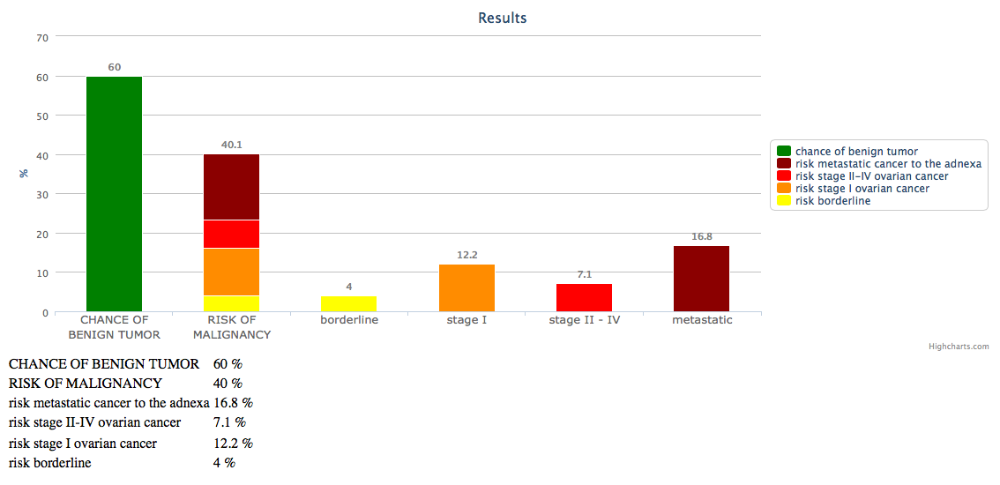 Results
70
60
50
40
30
20
10
0
%
60
40.1
4
12.2
7.1
16.8
CHANCE OF
BENIGN TUMOR
RISK OF
MALIGNANCY
borderline
stage I
stage II - IV
metastatic
chance of benign tumor
risk metastatic cancer to the adnexa
risk stage II-IV ovarian cancer
risk stage I ovarian cancer
risk borderline
Highcharts.com
CHANCE OF BENIGN TUMOR 60 %
RISK OF MALIGNANCY 40 %
risk metastatic cancer to the adnexa 16.8 %
risk stage II-IV ovarian cancer 7.1 %
risk stage I ovarian cancer 12.2 %
risk borderline 4 %